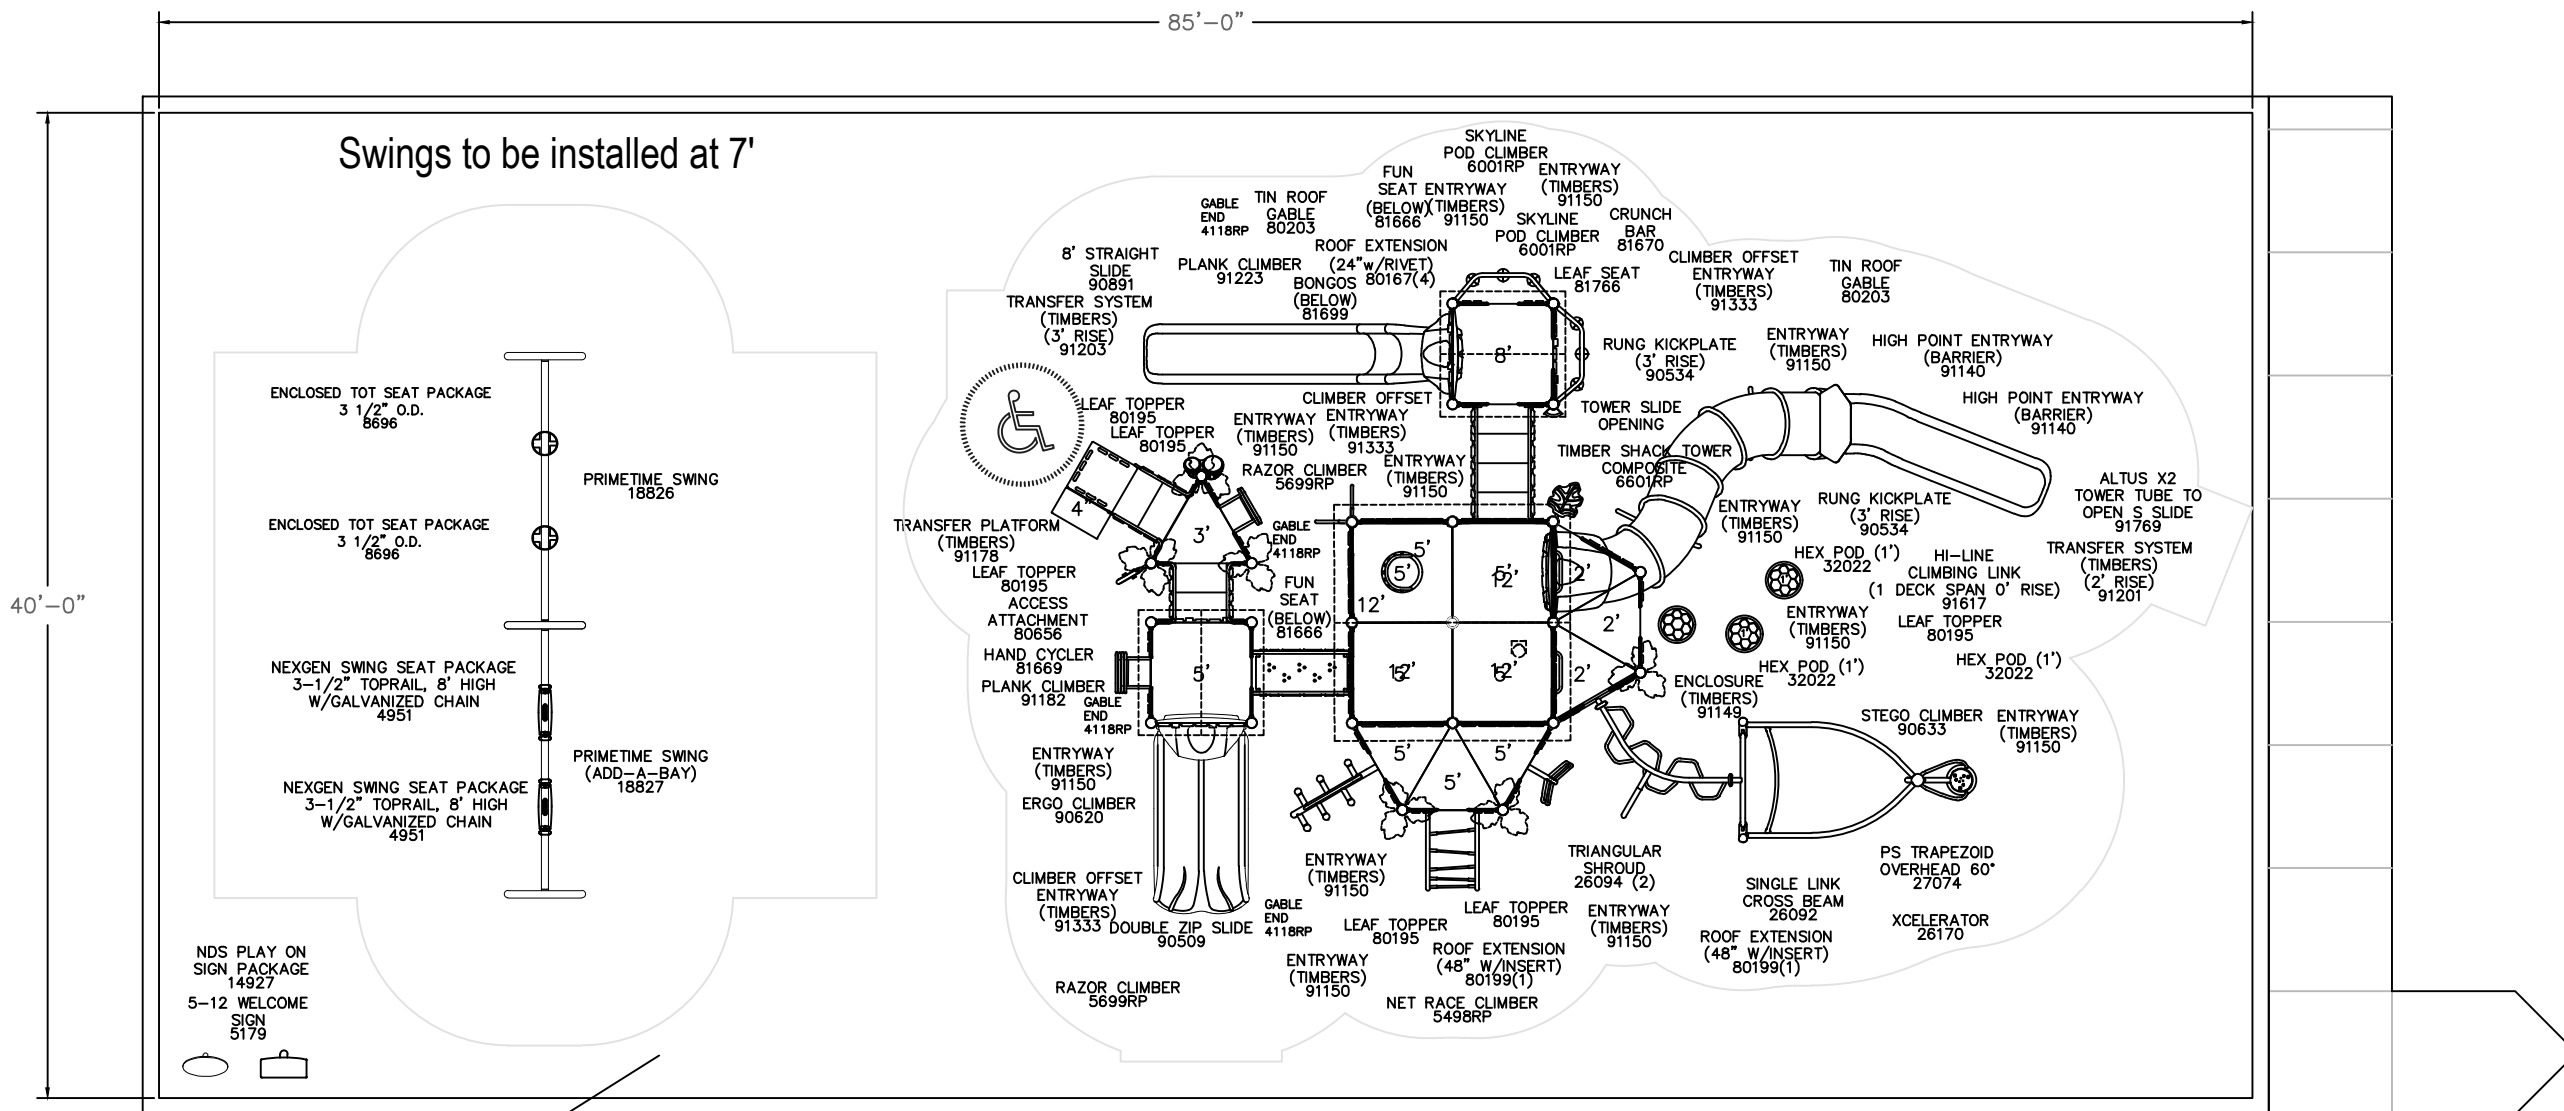 85'-0"
40'-0"
Swings to be installed at 7'
ENCLOSED TOT SEAT PACKAGE
3 1/2" O.D.
8696
PRIMETIME SWING
18826
ENCLOSED TOT SEAT PACKAGE
3 1/2" O.D.
8696
NEXGEN SWING SEAT PACKAGE
3-1/2" TOPRAIL, 8' HIGH
W/GALVANIZED CHAIN
4951
PRIMETIME SWING
(ADD-A-BAY)
18827
NEXGEN SWING SEAT PACKAGE
3-1/2" TOPRAIL, 8' HIGH
W/GALVANIZED CHAIN
4951
NDS PLAY ON
SIGN PACKAGE
14927
5-12 WELCOME
SIGN
5179
SKYLINE
POD CLIMBER
6001RP
FUN
SEAT
(BELOW)
81666
ENTRYWAY
(TIMBERS)
91150
ENTRYWAY
(TIMBERS)
91150
GABLE
END
4118RP
TIN ROOF
GABLE
80203
SKYLINE
POD CLIMBER
6001RP
CRUNCH
BAR
81670
8' STRAIGHT
SLIDE
90891
PLANK CLIMBER
91223
ROOF EXTENSION
(24"w/RIVET)
80167(4)
BONGOS
(BELOW)
81699
LEAF SEAT
81766
CLIMBER OFFSET
ENTRYWAY
(TIMBERS)
91333
TIN ROOF
GABLE
80203
TRANSFER SYSTEM
(TIMBERS)
(3' RISE)
91203
8'
RUNG KICKPLATE
(3' RISE)
90534
ENTRYWAY
(TIMBERS)
91150
HIGH POINT ENTRYWAY
(BARRIER)
91140
HIGH POINT ENTRYWAY
(BARRIER)
91140
LEAF TOPPER
80195
LEAF TOPPER
80195
ENTRYWAY
(TIMBERS)
91150
CLIMBER OFFSET
ENTRYWAY
(TIMBERS)
91333
TOWER SLIDE
OPENING
RAZOR CLIMBER
5699RP
ENTRYWAY
(TIMBERS)
91150
TIMBER SHACK TOWER
COMPOSITE
6601RP
ALTUS X2
TOWER TUBE TO
OPEN S SLIDE
91769
4"
3'
TRANSFER PLATFORM
(TIMBERS)
91178
GABLE
END
4118RP
ENTRYWAY
(TIMBERS)
91150
RUNG KICKPLATE
(3' RISE)
90534
HEX POD (1')
32022
HI-LINE
CLIMBING LINK
(1 DECK SPAN 0' RISE)
91617
TRANSFER SYSTEM
(TIMBERS)
(2' RISE)
91201
LEAF TOPPER
80195
ACCESS
ATTACHMENT
80656
FUN
SEAT
(BELOW)
81666
5'
5'
12'
5'
12'
2'
2'
2'
1'
1'
ENTRYWAY
(TIMBERS)
91150
LEAF TOPPER
80195
HAND CYCLER
81669
PLANK CLIMBER
91182
5'
5'
12'
5'
12'
HEX POD (1')
32022
HEX POD (1')
32022
GABLE
END
4118RP
ENCLOSURE
(TIMBERS)
91149
STEGO CLIMBER
90633
ENTRYWAY
(TIMBERS)
91150
5'
5'
5'
ENTRYWAY
(TIMBERS)
91150
ERGO CLIMBER
90620
CLIMBER OFFSET
ENTRYWAY
(TIMBERS)
91333
DOUBLE ZIP SLIDE
90509
GABLE
END
4118RP
ENTRYWAY
(TIMBERS)
91150
TRIANGULAR
SHROUD
26094 (2)
PS TRAPEZOID
OVERHEAD 60°
27074
SINGLE LINK
CROSS BEAM
26092
LEAF TOPPER
80195
LEAF TOPPER
80195
ENTRYWAY
(TIMBERS)
91150
XCELERATOR
26170
ROOF EXTENSION
(48" W/INSERT)
80199(1)
ROOF EXTENSION
(48" W/INSERT)
80199(1)
ENTRYWAY
(TIMBERS)
91150
RAZOR CLIMBER
5699RP
NET RACE CLIMBER
5498RP